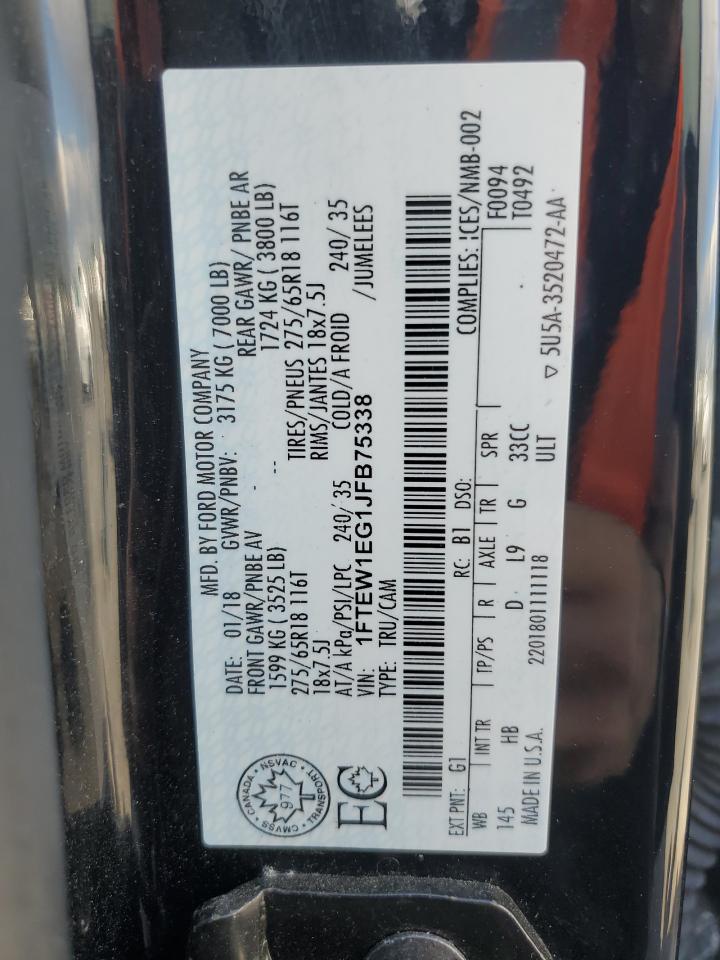 MFD. BY FORD MOTOR COMPANY
DATE: 01/18 GVWR/PNBV: 3175 KG ( 7000 LB)
FRONT GAWR/PNBE AV REAR GAWR/ PNBE AR
1599 KG ( 3525 LB) -- 1724 KG ( 3800 LB)
275/65R18 116T TIRES/PNEUS 275/65R18 116T
18x7.5J RIMS/JANTES 18x7.5J
AT/A kPa/PSI/LPC 240/ 35 COLD/A FROID 240/ 35
VIN: 1FTEW1EG1JFB75338 /JUMELEES
TYPE: TRU/CAM
CANADA · NSVAC · TRANSPORT · CMVSS
977
EC
EXT PNT: G1 RC: B1 DSO: COMPLIES: ICES/NMB-002
WB INT TR TP/PS R AXLE TR SPR F0094
145 HB D L9 G 33CC T0492
ULT
MADE IN U.S.A. 2201801111118 ▽ 5U5A-3520472-AA